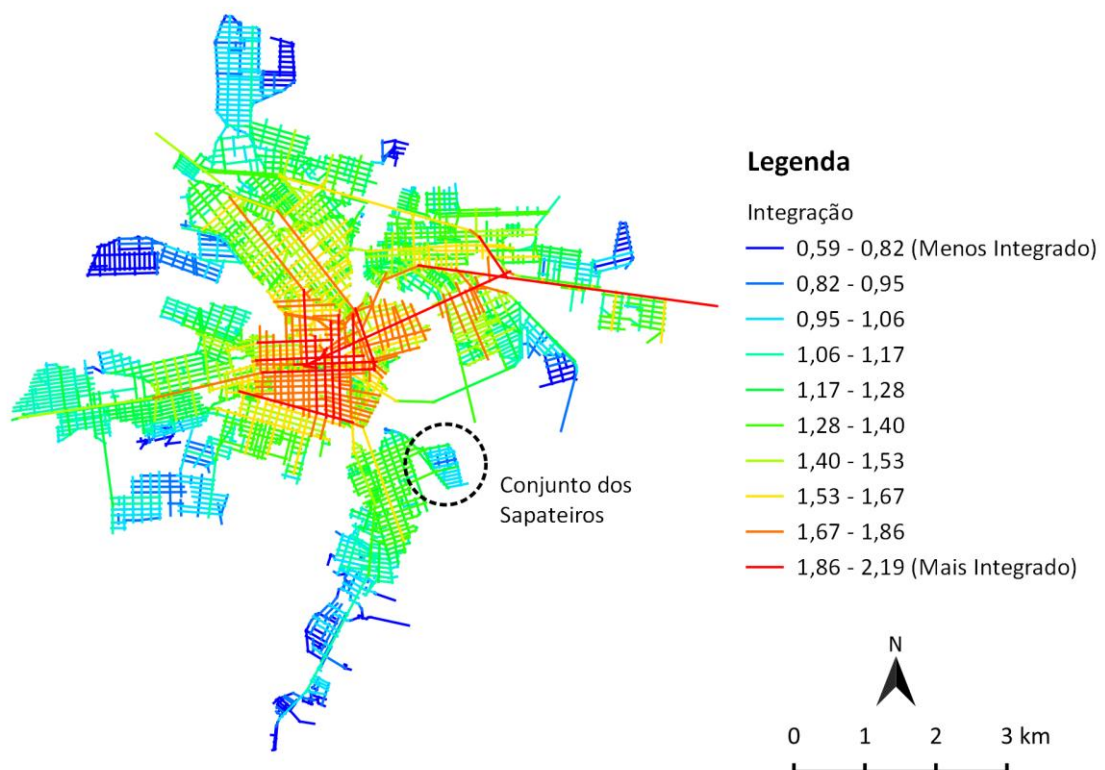 Legenda
Integração
0,59 - 0,82 (Menos Integrado)
0,82 - 0,95
0,95 - 1,06
1,06 - 1,17
1,17 - 1,28
1,28 - 1,40
1,40 - 1,53
1,53 - 1,67
1,67 - 1,86
1,86 - 2,19 (Mais Integrado)
Conjunto dos
Sapateiros
N
0 1 2 3 km